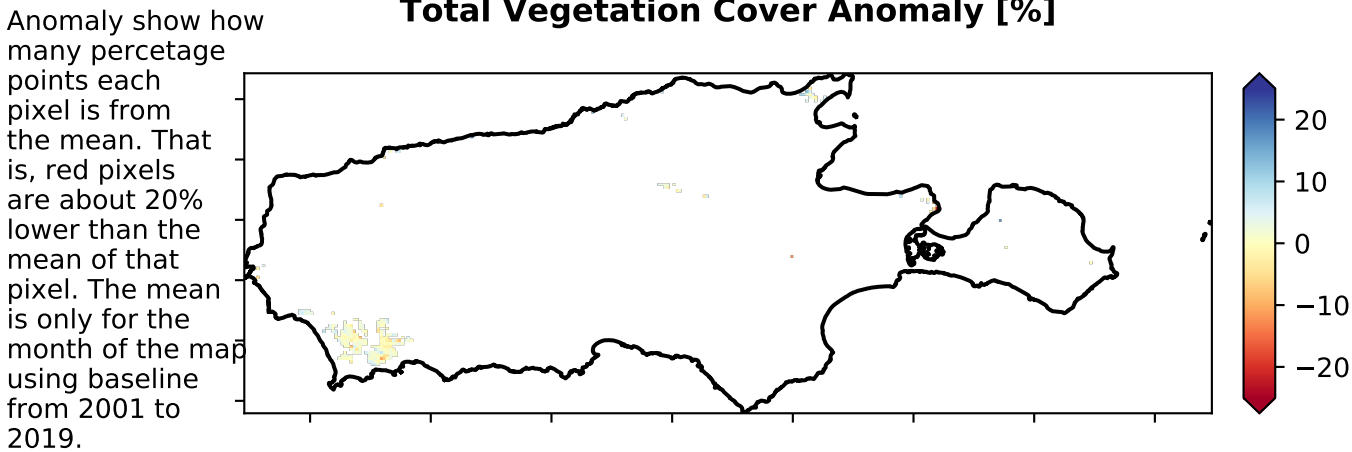 Total Vegetation Cover Anomaly [%]
Anomaly show how
many percetage
points each
pixel is from
the mean. That
is, red pixels
are about 20%
lower than the
mean of that
pixel. The mean
is only for the
month of the map
using baseline
from 2001 to
2019.
20
10
0
−10
−20